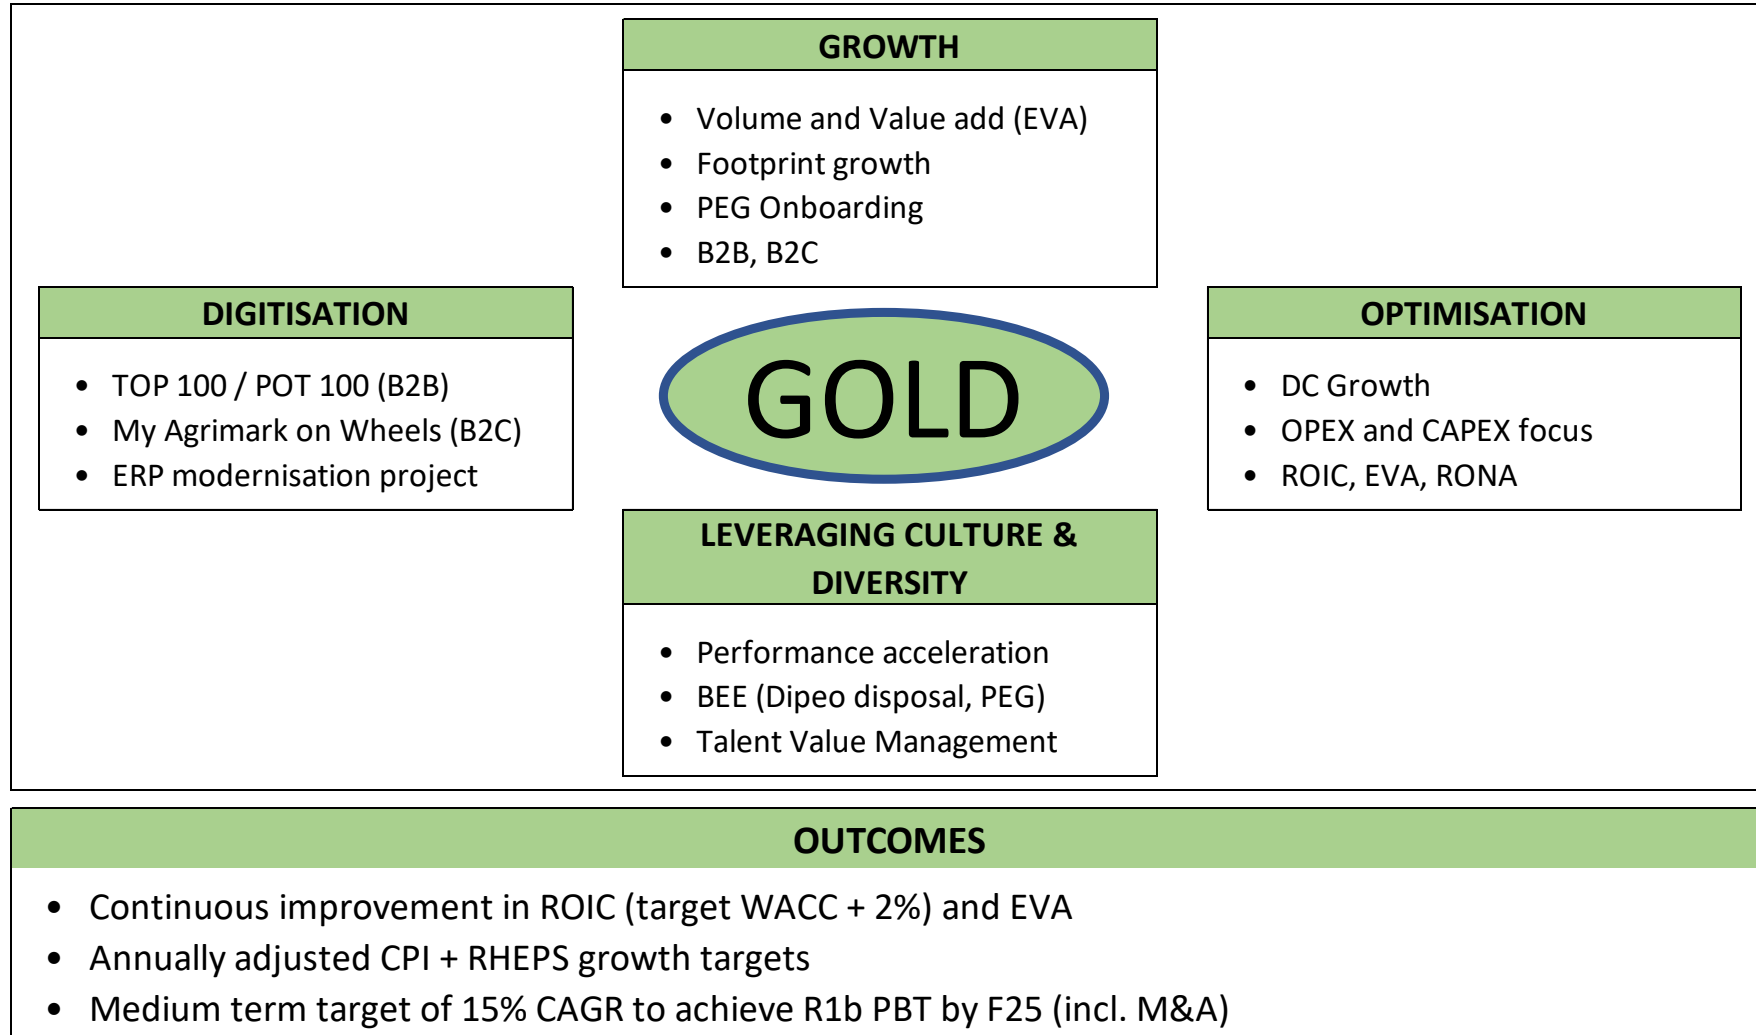 GROWTH
• Volume and Value add (EVA)
• Footprint growth
• PEG Onboarding
• B2B, B2C
DIGITISATION
• TOP 100 / POT 100 (B2B)
• My Agrimark on Wheels (B2C)
• ERP modernisation project
GOLD
OPTIMISATION
• DC Growth
• OPEX and CAPEX focus
• ROIC, EVA, RONA
LEVERAGING CULTURE &
DIVERSITY
• Performance acceleration
• BEE (Dipeo disposal, PEG)
• Talent Value Management
OUTCOMES
• Continuous improvement in ROIC (target WACC + 2%) and EVA
• Annually adjusted CPI + RHEPS growth targets
• Medium term target of 15% CAGR to achieve R1b PBT by F25 (incl. M&A)